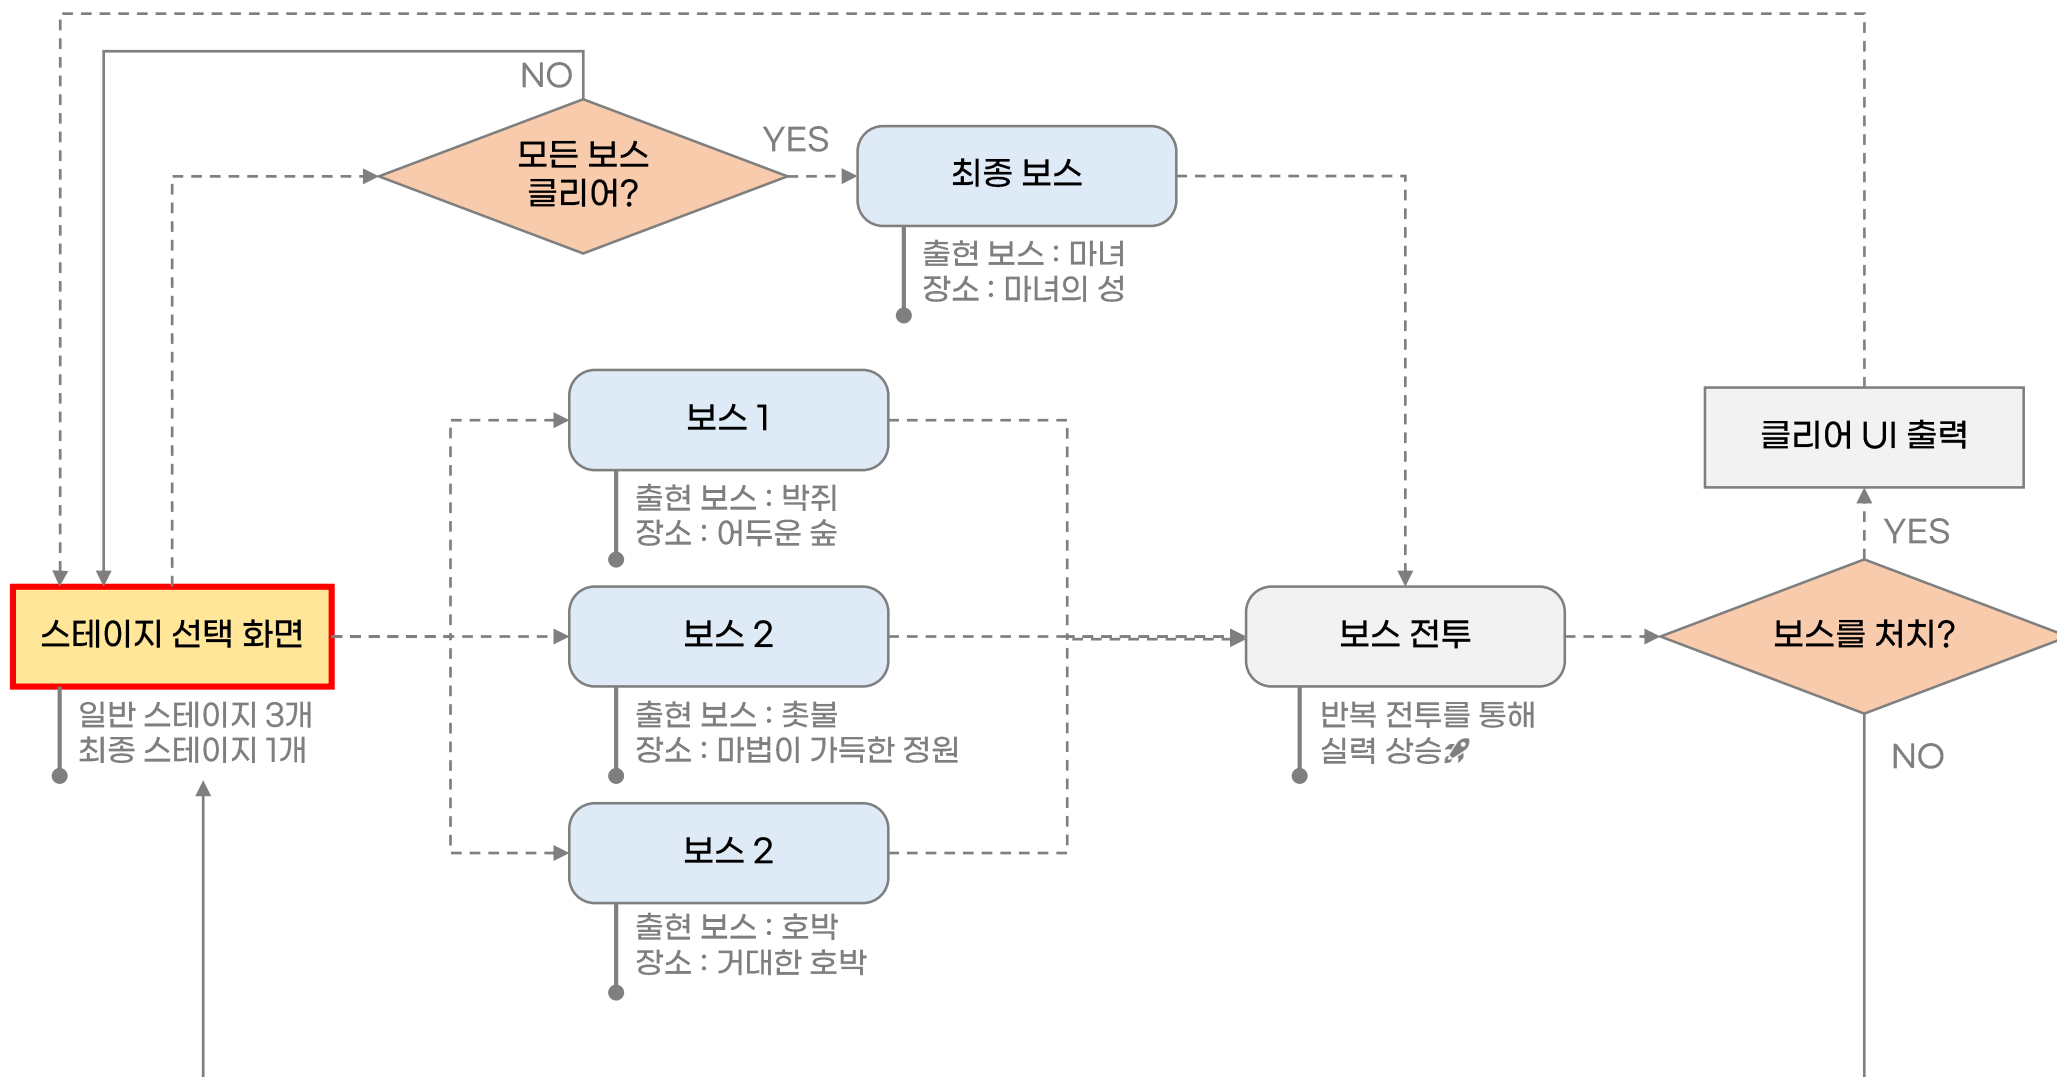 NO
모든 보스
클리어?
YES
최종 보스
출현 보스 : 마녀
장소 : 마녀의 성
보스 1
출현 보스 : 박쥐
장소 : 어두운 숲
클리어 UI 출력
YES
스테이지 선택 화면
일반 스테이지 3개
최종 스테이지 1개
보스 2
출현 보스 : 촛불
장소 : 마법이 가득한 정원
보스 전투
반복 전투를 통해
실력 상승🚀
보스를 처치?
NO
보스 2
출현 보스 : 호박
장소 : 거대한 호박